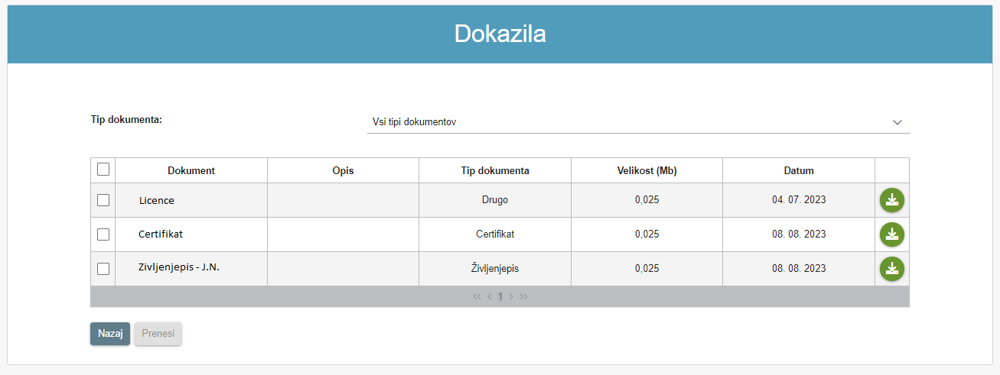 Dokazila
Tip dokumenta: Vsi tipi dokumentov
Dokument Opis Tip dokumenta Velikost (Mb) Datum
Licence Drugo 0,025 04. 07. 2023
Certifikat Certifikat 0,025 08. 08. 2023
Zivljenjepis - J.N. Življenjepis 0,025 08. 08. 2023
1
Nazaj Prenesi